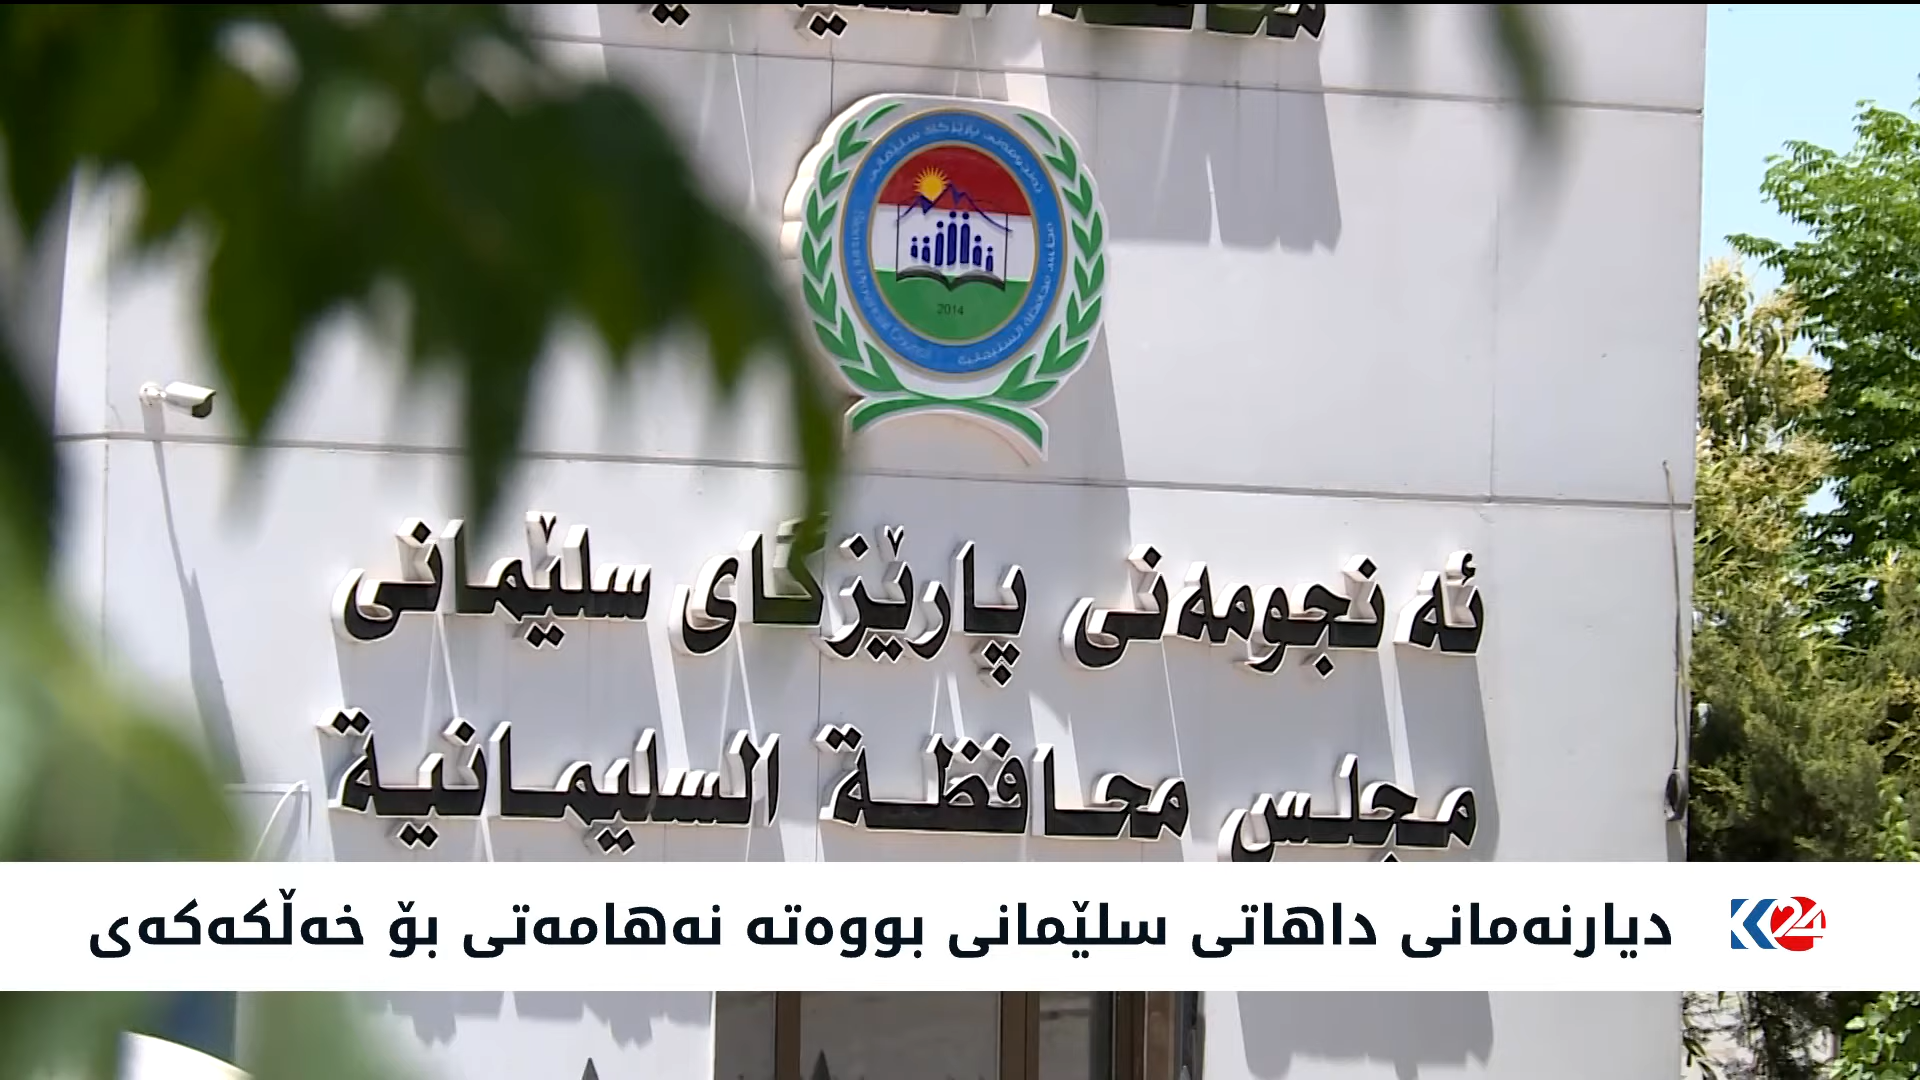 ئەنجومەنی پارێزگای سلێمانی
مجلس محافظة السليمانية
2014
دیارنەمانی داهاتی سلێمانی بووەتە نەهامەتی بۆ خەڵکەکەی
K24